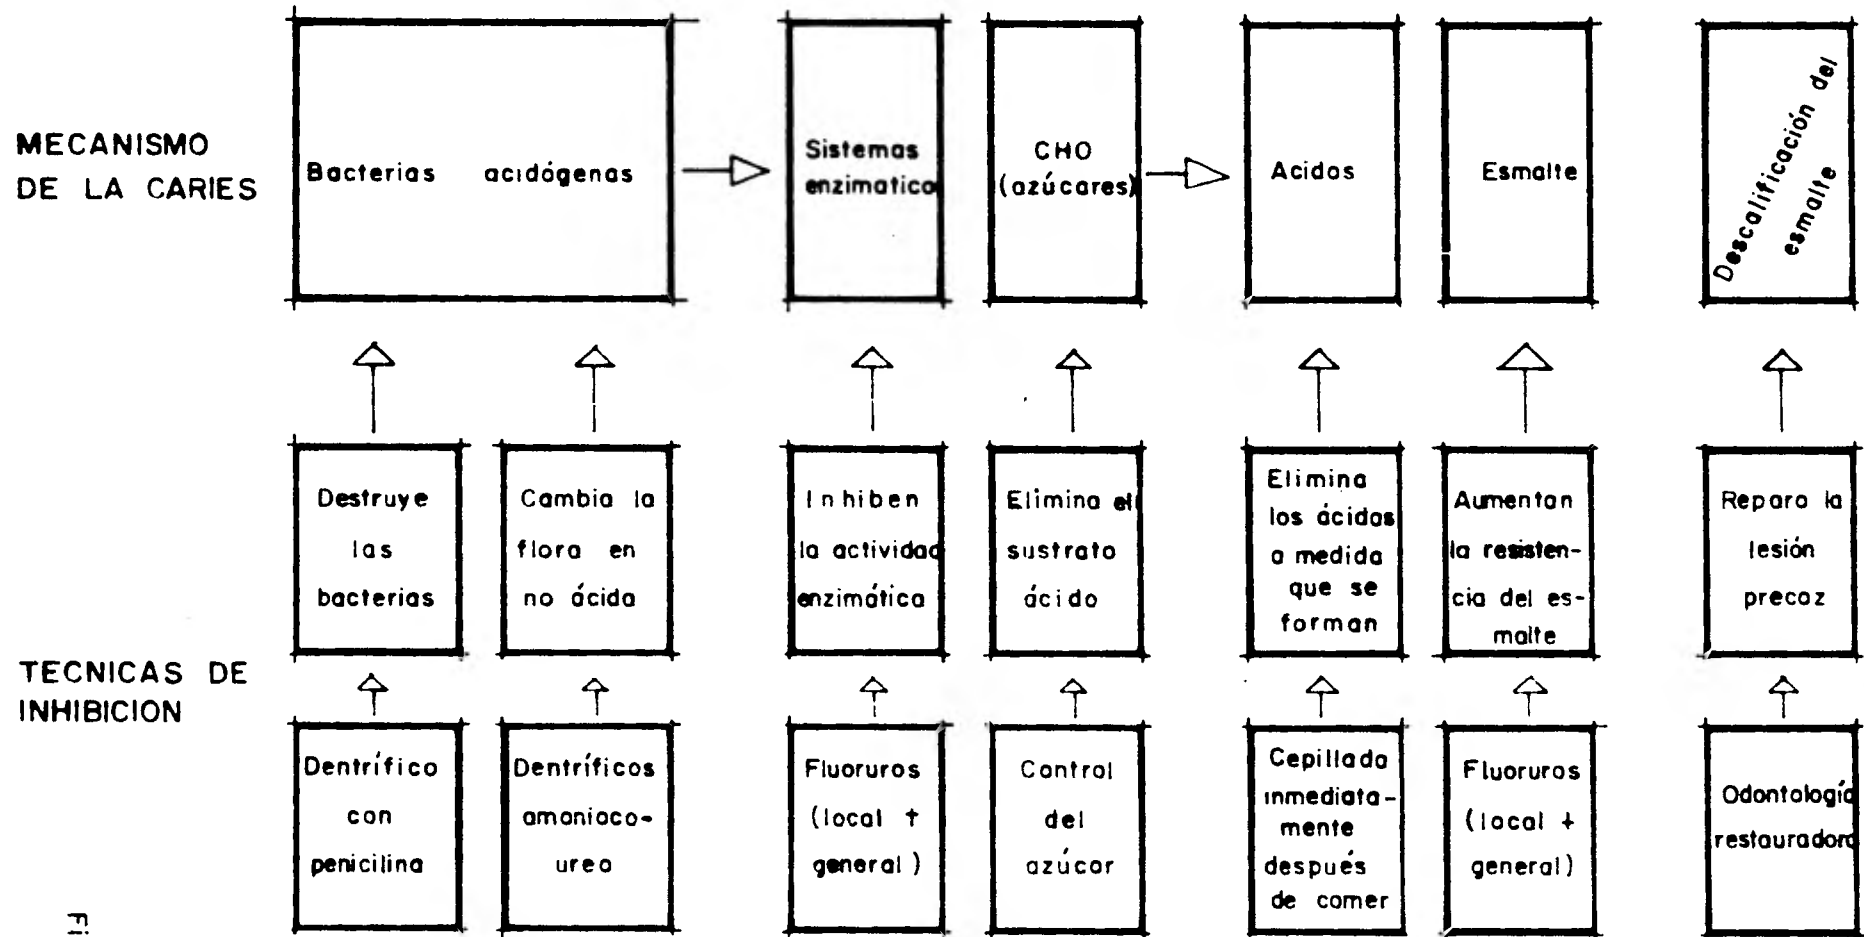 MECANISMO
DE LA CARIES
Bacterias acidógenas
Sistemas
enzimatico
CHO
(azúcares)
Acidos
Esmalte
Descalificación del
esmalte
TECNICAS DE
INHIBICION
Destruye
las
bacterias
Cambia la
flora en
no ácida
Inhiben
la actividad
enzimática
Elimina el
sustrato
ácido
Elimina
los ácidos
a medida
que se
forman
Aumentan
la resisten-
cia del es-
malte
Repara la
lesión
precoz
Dentrífico
con
penicilina
Dentríficos
amoniaco-
urea
Fluoruros
(local +
general)
Control
del
azúcar
Cepillada
inmediata-
mente
después
de comer
Fluoruros
(local +
general)
Odontología
restauradora
Fi